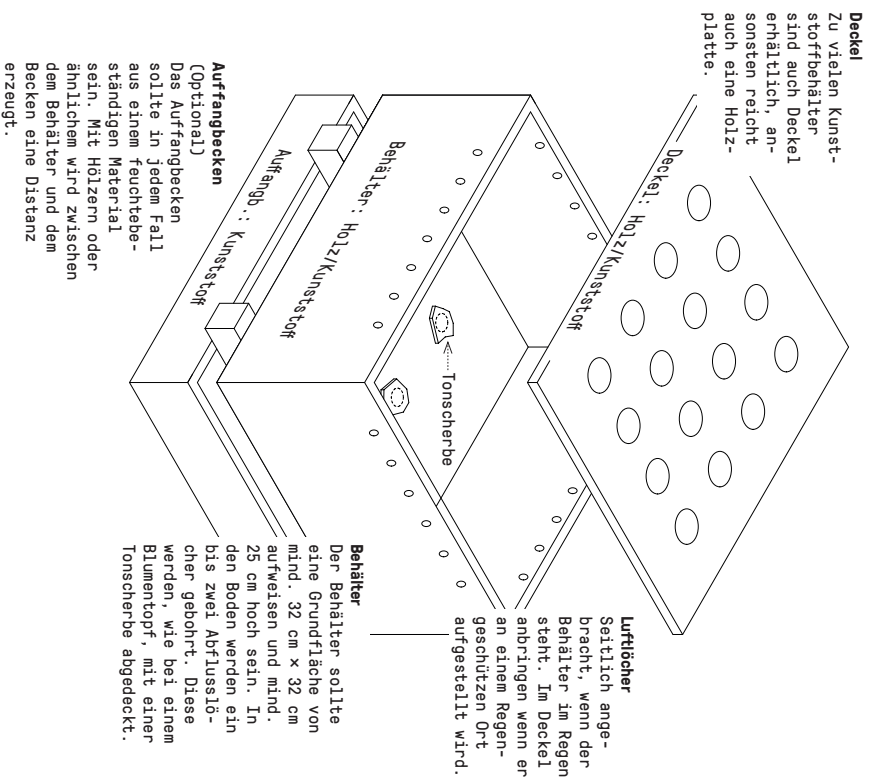 Deckel
Zu vielen Kunst-
stoffbehälter
sind auch Deckel
erhältlich, an-
sonsten reicht
auch eine Holz-
platte.
Deckel: Holz/Kunststoff
Luftlöcher
Seitlich ange-
bracht, wenn der
Behälter im Regen
steht. Im Deckel
anbringen wenn er
an einem Regen-
geschützen Ort
aufgestellt wird.
Tonscherbe
Behälter: Holz/Kunststoff
Behälter
Der Behälter sollte
eine Grundfläche von
mind. 32 cm × 32 cm
aufweisen und mind.
25 cm hoch sein. In
den Boden werden ein
bis zwei Abflusslö-
cher gebohrt. Diese
werden, wie bei einem
Blumentopf, mit einer
Tonscherbe abgedeckt.
Auffangb.: Kunststoff
Auffangbecken
(Optional)
Das Auffangbecken
sollte in jedem Fall
aus einem feuchtebe-
ständigen Material
sein. Mit Hölzern oder
ähnlichem wird zwischen
dem Behälter und dem
Becken eine Distanz
erzeugt.